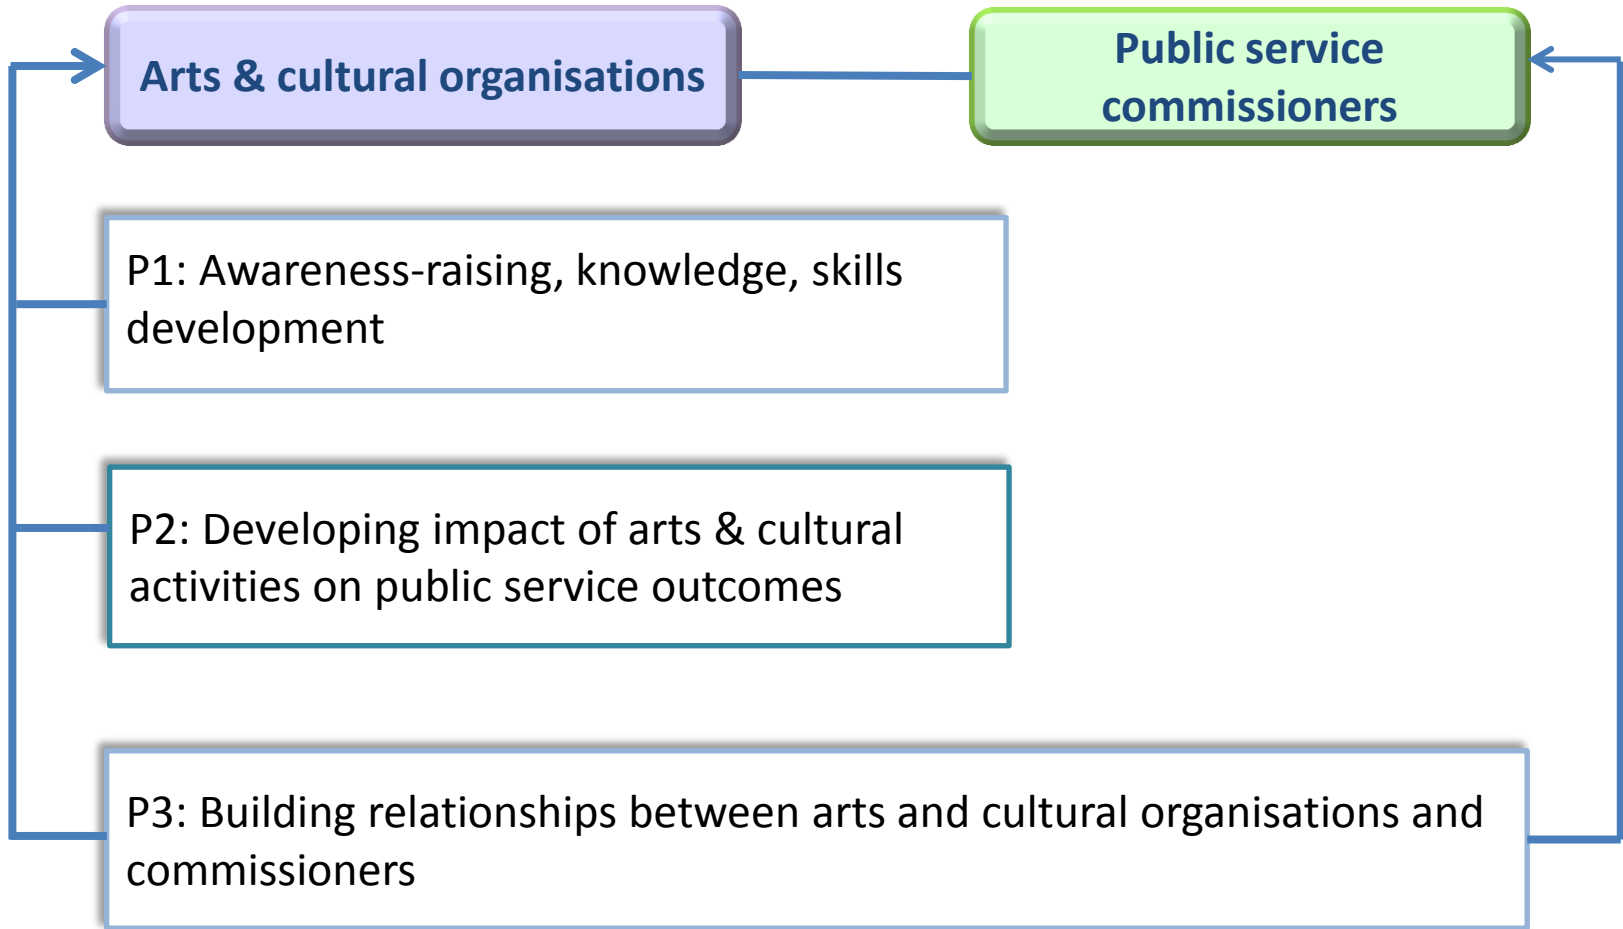 Arts & cultural organisations
Public service
commissioners
P1: Awareness-raising, knowledge, skills
development
P2: Developing impact of arts & cultural
activities on public service outcomes
P3: Building relationships between arts and cultural organisations and
commissioners